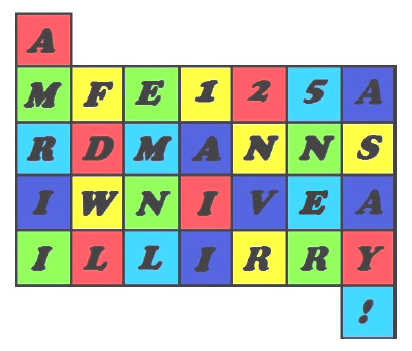 A
MFE125A
RDMANNS
IWNIVEA
ILLIRRY
!